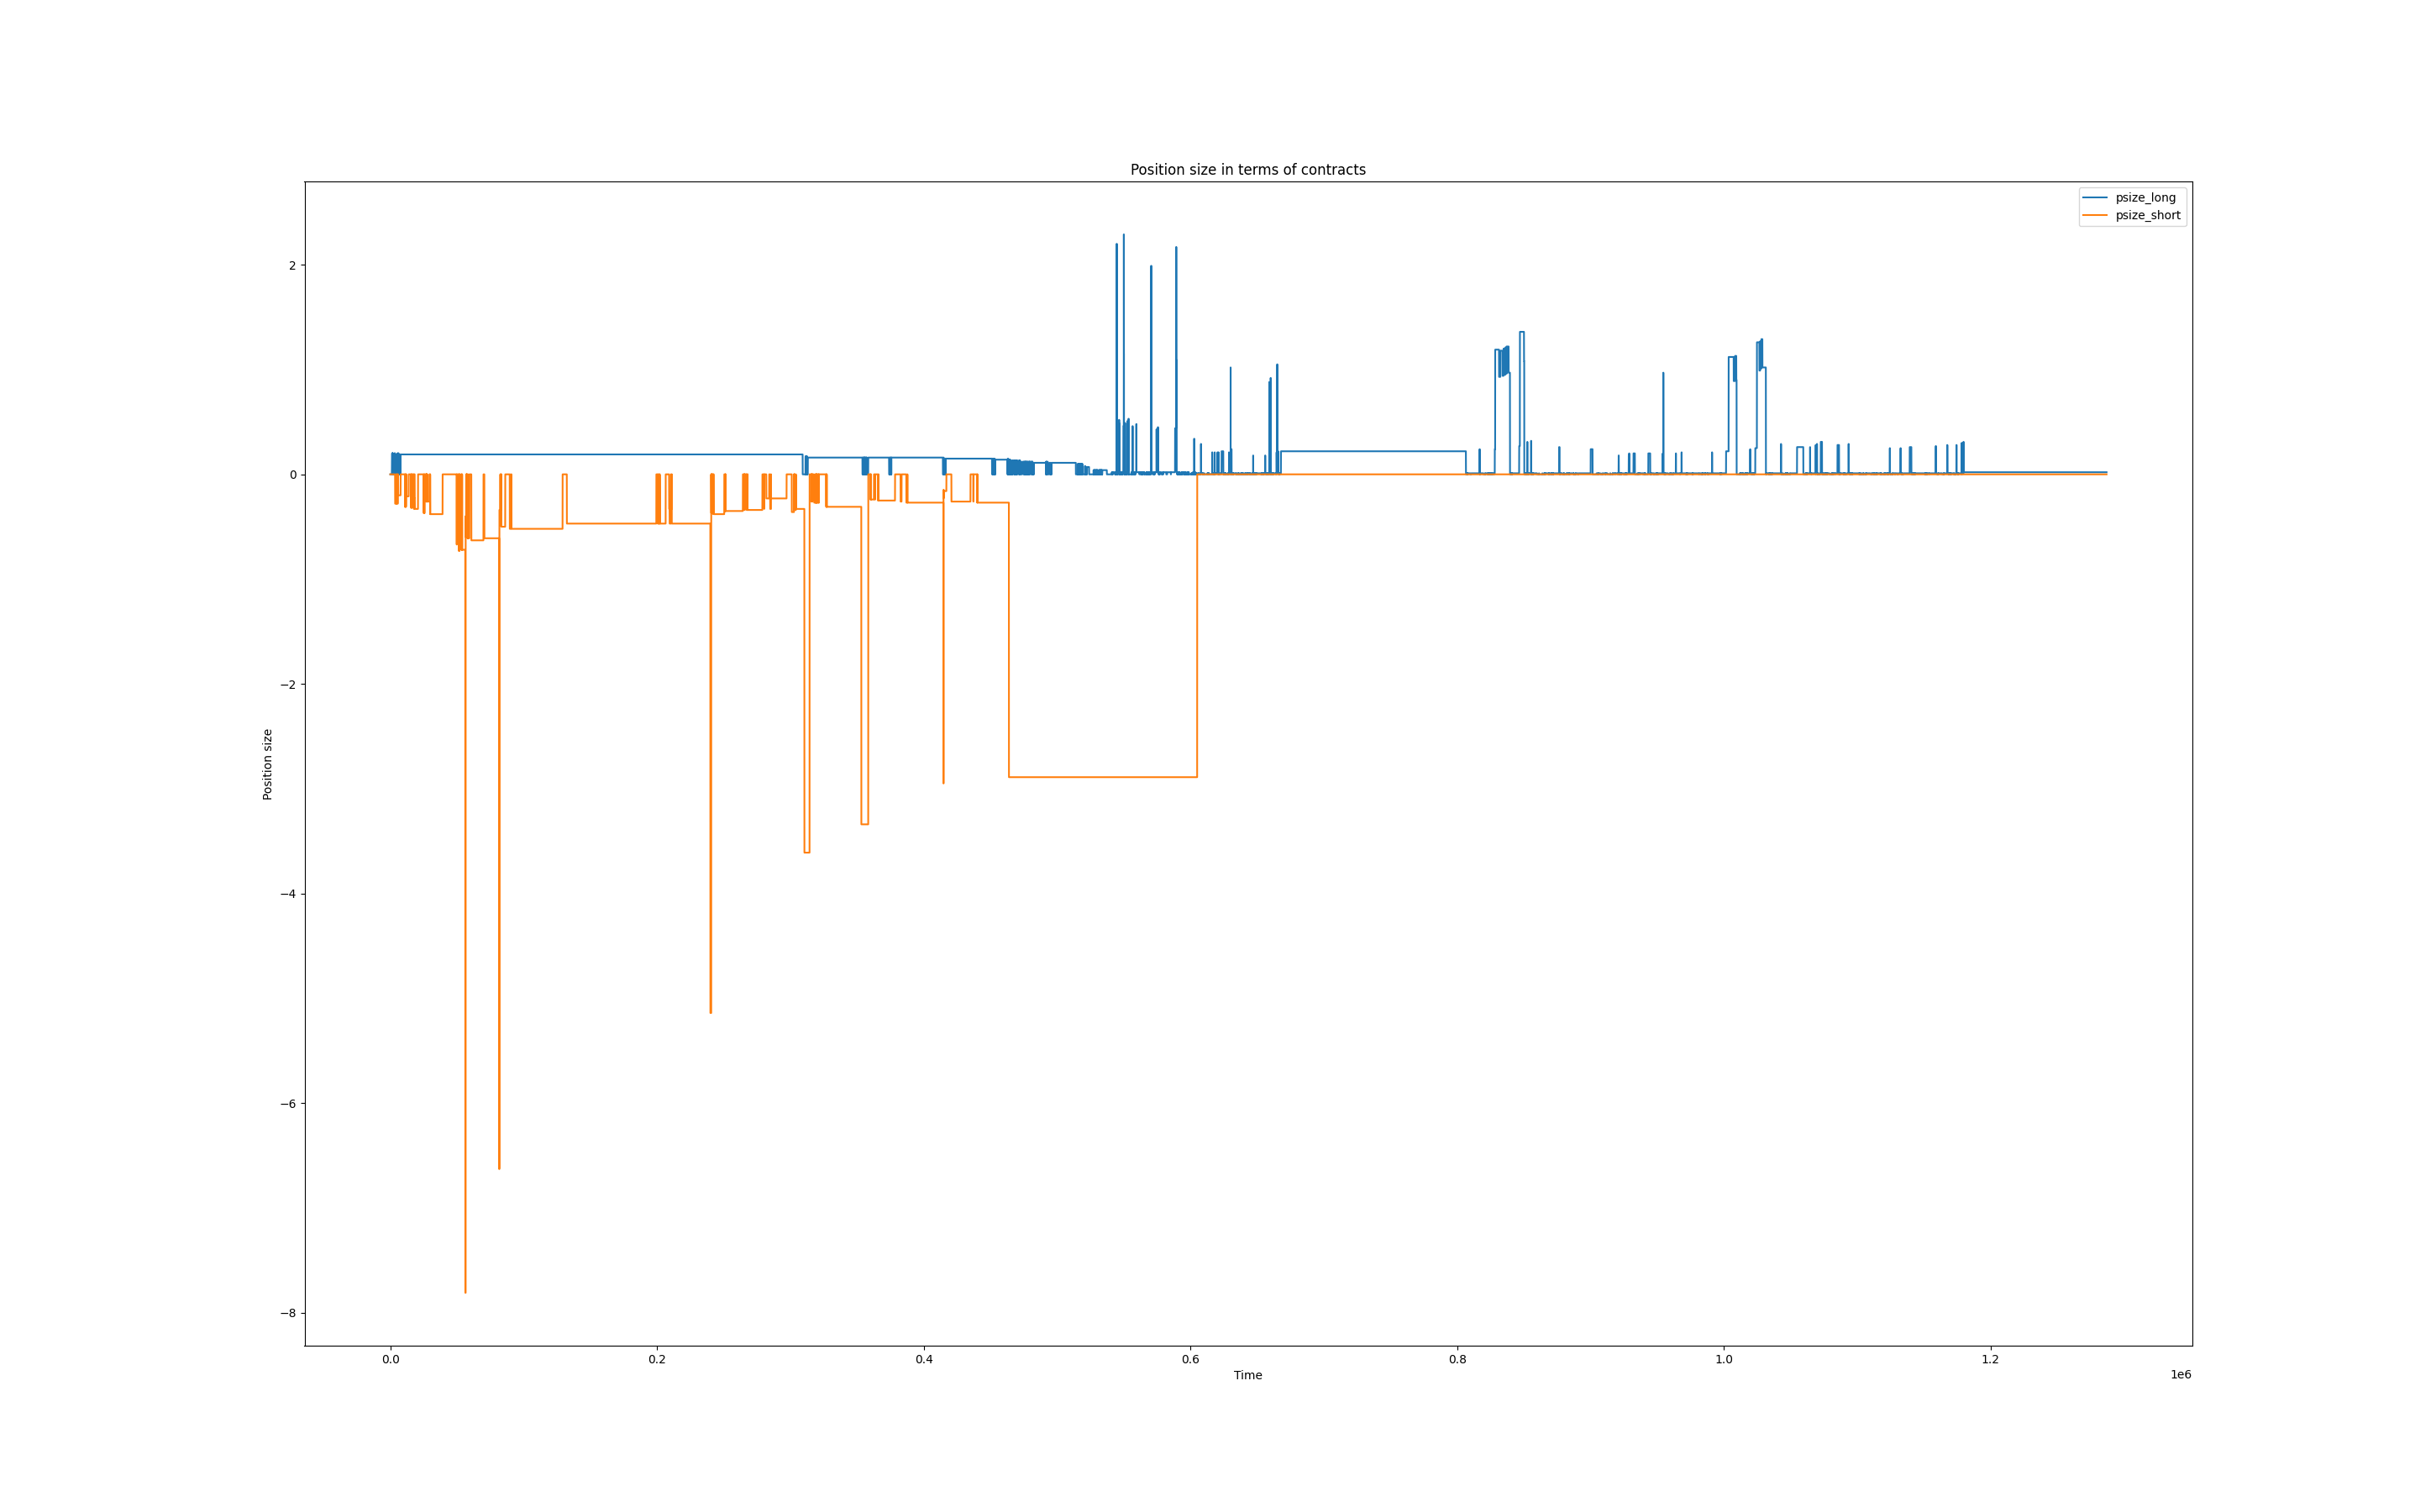 Position size in terms of contracts
psize_long
psize_short
2
0
−2
−4
−6
−8
Position size
0.0 0.2 0.4 0.6 0.8 1.0 1.2
Time
1e6